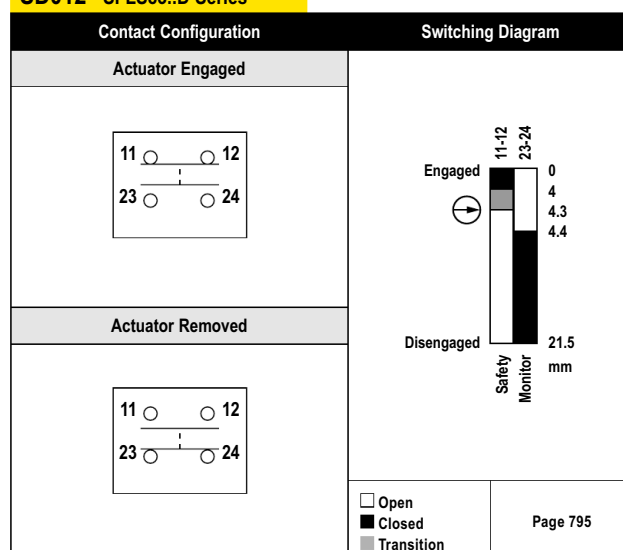 Contact Configuration
Switching Diagram
Actuator Engaged
11 12
23 24
Actuator Removed
11 12
23 24
11-12
23-24
Engaged
0
4
4.3
4.4
Disengaged
21.5
mm
Safety
Monitor
Open
Closed
Transition
Page 795